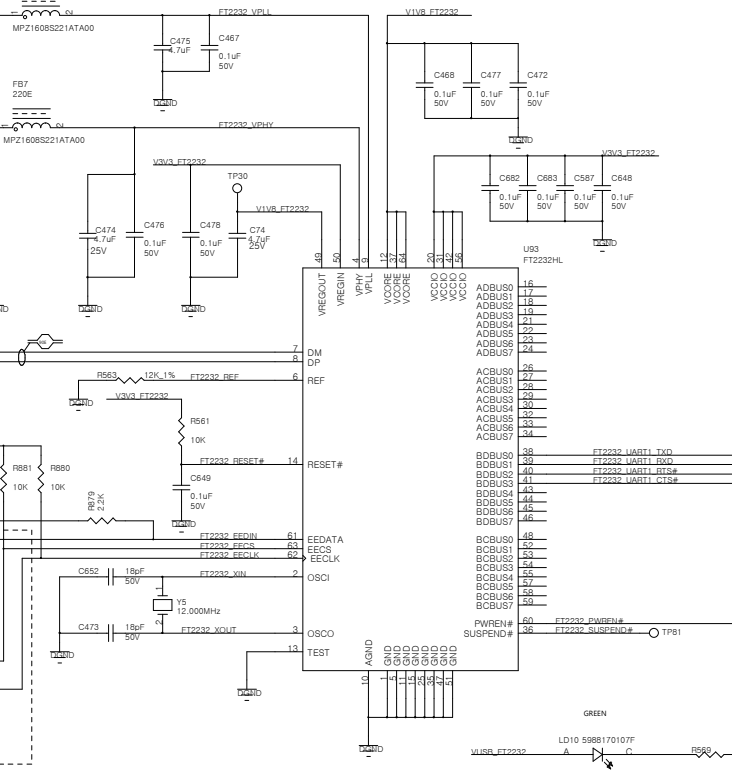 1 2 FT2232_VPLL V1V8_FT2232
MPZ1608S221ATA00
C475 4.7uF
C467 0.1uF 50V
DGND
C468 0.1uF 50V
C477 0.1uF 50V
C472 0.1uF 50V
DGND
FB7
220E
1 2 FT2232_VPHY
MPZ1608S221ATA00
V3V3_FT2232
V3V3_FT2232
TP30
V1V8_FT2232
C682 0.1uF 50V
C683 0.1uF 50V
C587 0.1uF 50V
C648 0.1uF 50V
DGND
C474 4.7uF 25V
C476 0.1uF 50V
C478 0.1uF 50V
C74 4.7uF 25V
DGND
DGND
U93
FT2232HL
49 VREGOUT
50 VREGIN
4 VPHY
9 VPLL
12 VCORE
37 VCORE
64 VCORE
20 VCCIO
31 VCCIO
42 VCCIO
56 VCCIO
ADBUS0 16
ADBUS1 17
ADBUS2 18
ADBUS3 19
ADBUS4 21
ADBUS5 22
ADBUS6 23
ADBUS7 24
7 DM
8 DP
R563 12K_1% FT2232_REF 6 REF
DGND
V3V3_FT2232
R561
10K
ACBUS0 26
ACBUS1 27
ACBUS2 28
ACBUS3 29
ACBUS4 30
ACBUS5 32
ACBUS6 33
ACBUS7 34
FT2232_RESET# 14 RESET#
C649
0.1uF
50V
DGND
R881 10K
R880 10K
R879 2.2K
BDBUS0 38 FT2232_UART1_TXD
BDBUS1 39 FT2232_UART1_RXD
BDBUS2 40 FT2232_UART1_RTS#
BDBUS3 41 FT2232_UART1_CTS#
BDBUS4 43
BDBUS5 44
BDBUS6 45
BDBUS7 46
FT2232_EEDIN 61 EEDATA
FT2232_EECS 63 EECS
FT2232_EECLK 62 EECLK
BCBUS0 48
BCBUS1 52
BCBUS2 53
BCBUS3 54
BCBUS4 55
BCBUS5 57
BCBUS6 58
BCBUS7 59
C652 18pF 50V FT2232_XIN 2 OSCI
1 Y5
12.000MHz
2
C473 18pF 50V FT2232_XOUT 3 OSCO
DGND
13 TEST
DGND
PWREN# 60 FT2232_PWREN#
SUSPEND# 36 FT2232_SUSPEND# TP81
AGND 10
GND 1
GND 5
GND 11
GND 15
GND 25
GND 35
GND 47
GND 51
DGND
GREEN
LD10 5988170107F
VUSB_FT2232 A C R569